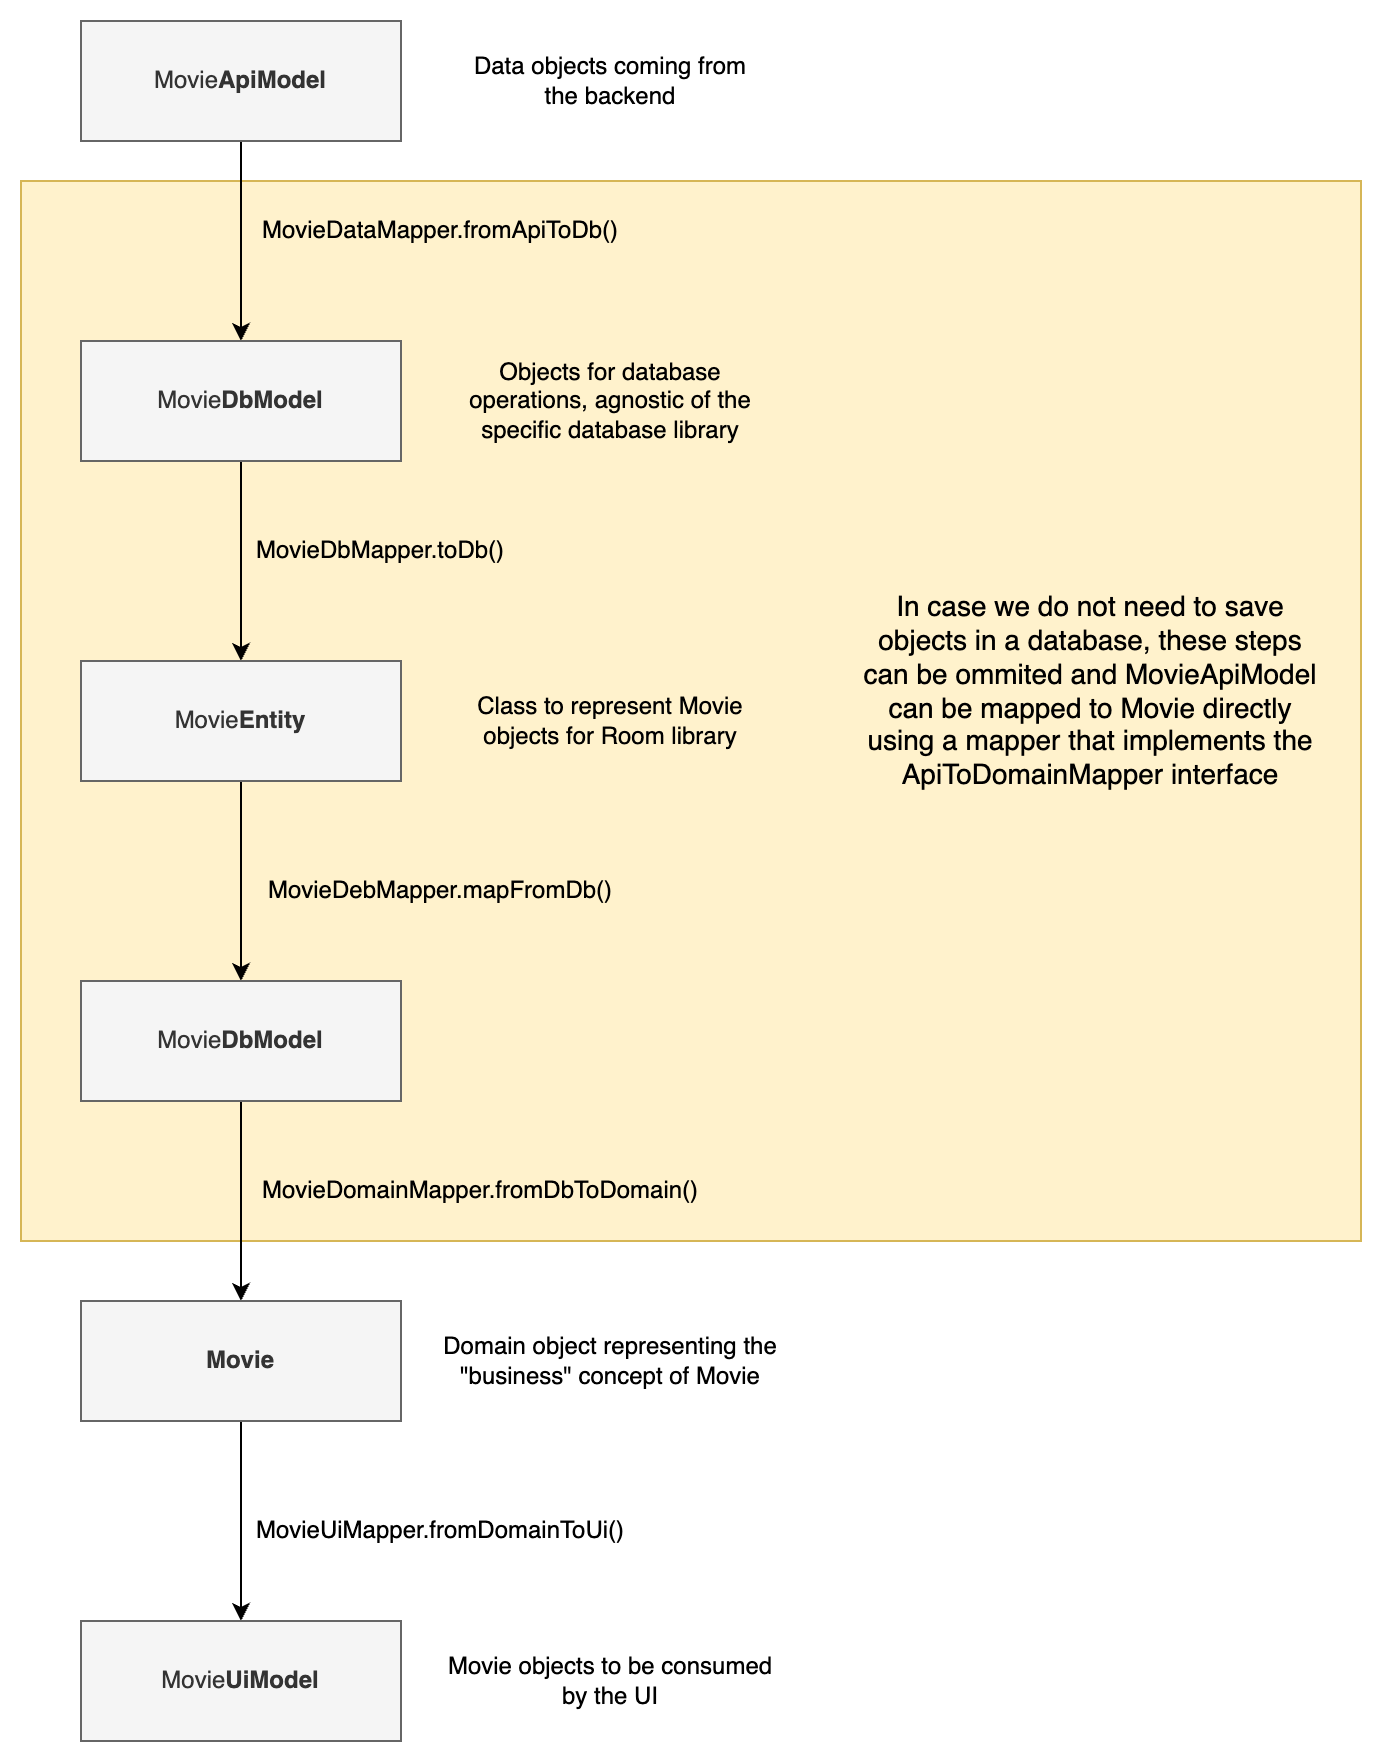 MovieApiModel
Data objects coming from
the backend
MovieDataMapper.fromApiToDb()
MovieDbModel
Objects for database
operations, agnostic of the
specific database library
MovieDbMapper.toDb()
In case we do not need to save
objects in a database, these steps
can be ommited and MovieApiModel
can be mapped to Movie directly
using a mapper that implements the
ApiToDomainMapper interface
MovieEntity
Class to represent Movie
objects for Room library
MovieDebMapper.mapFromDb()
MovieDbModel
MovieDomainMapper.fromDbToDomain()
Movie
Domain object representing the
"business" concept of Movie
MovieUiMapper.fromDomainToUi()
MovieUiModel
Movie objects to be consumed
by the UI